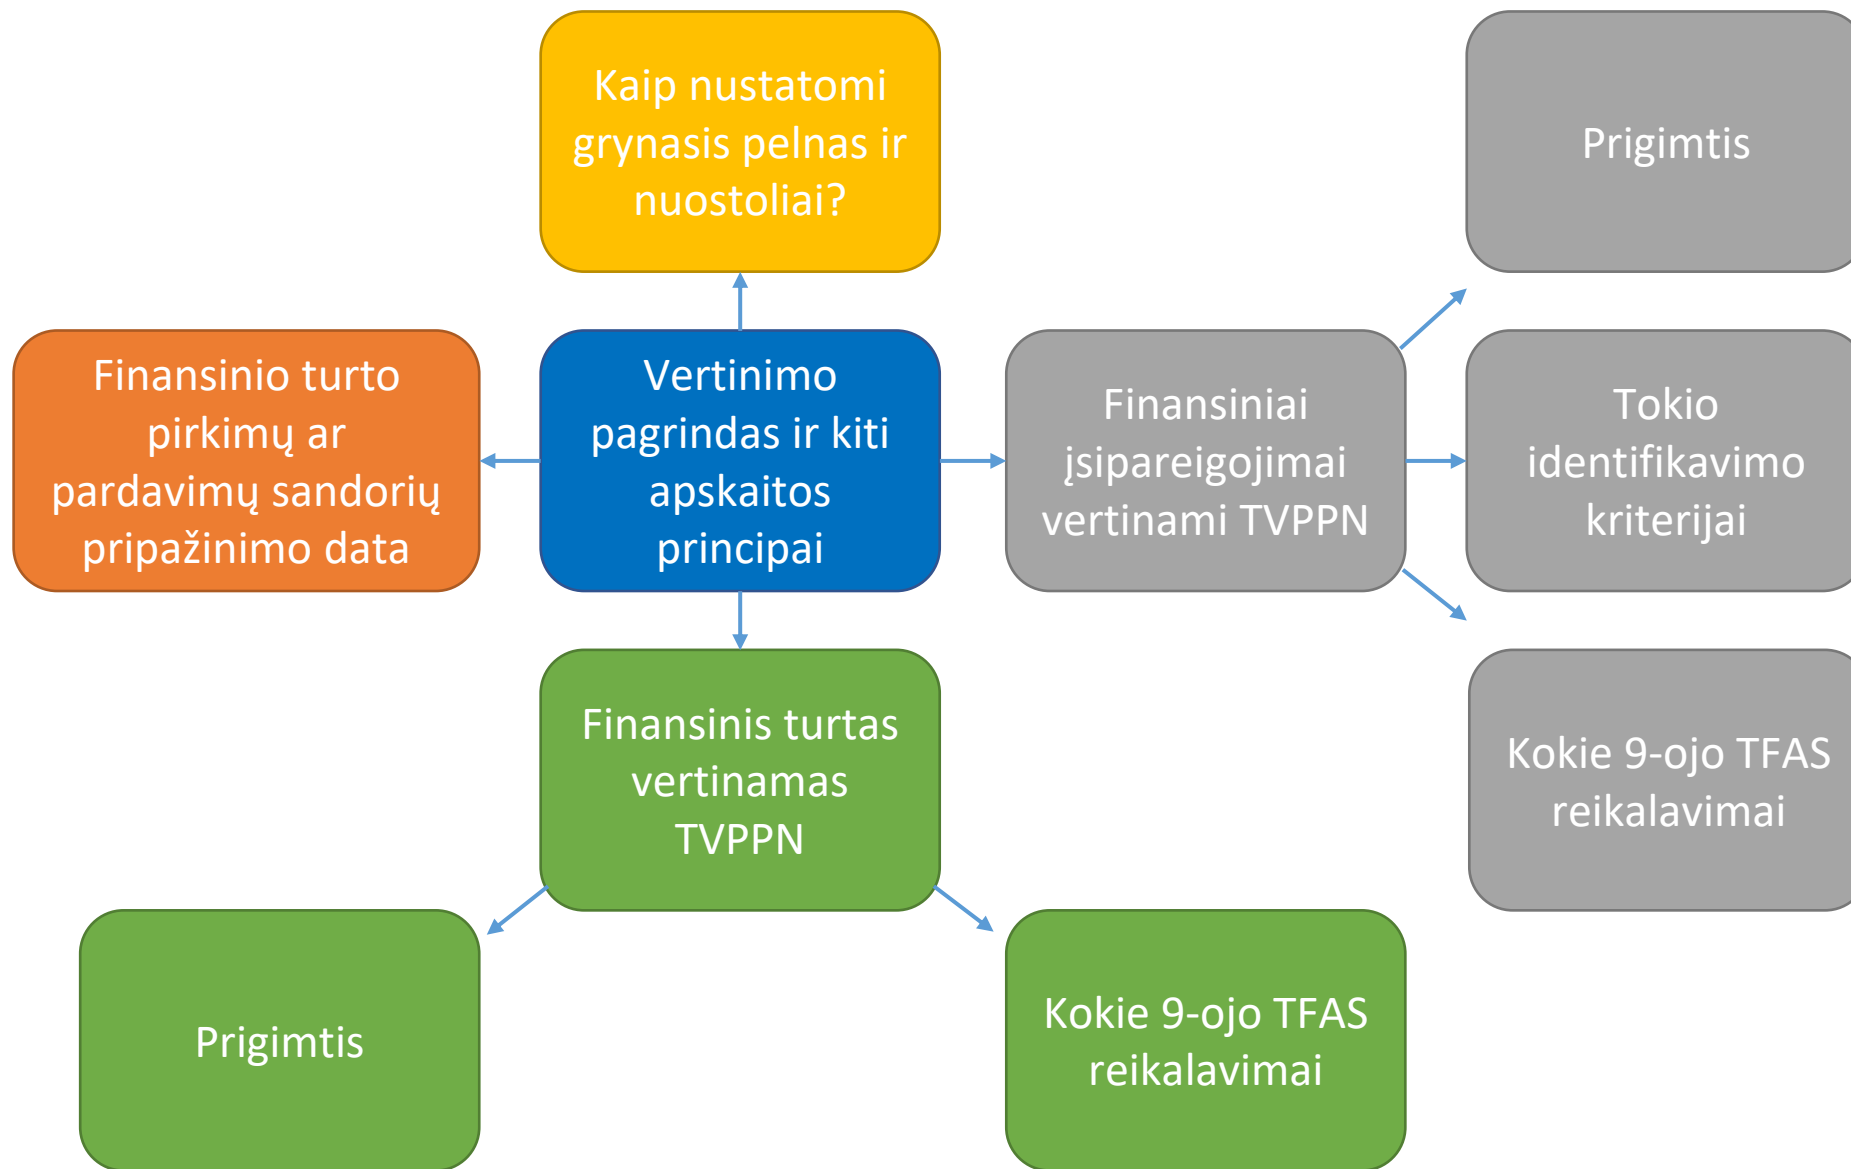 Kaip nustatomi
grynasis pelnas ir
nuostoliai?
Prigimtis
Finansinio turto
pirkimų ar
pardavimų sandorių
pripažinimo data
Vertinimo
pagrindas ir kiti
apskaitos
principai
Finansiniai
įsipareigojimai
vertinami TVPPN
Tokio
identifikavimo
kriterijai
Finansinis turtas
vertinamas
TVPPN
Kokie 9-ojo TFAS
reikalavimai
Prigimtis
Kokie 9-ojo TFAS
reikalavimai